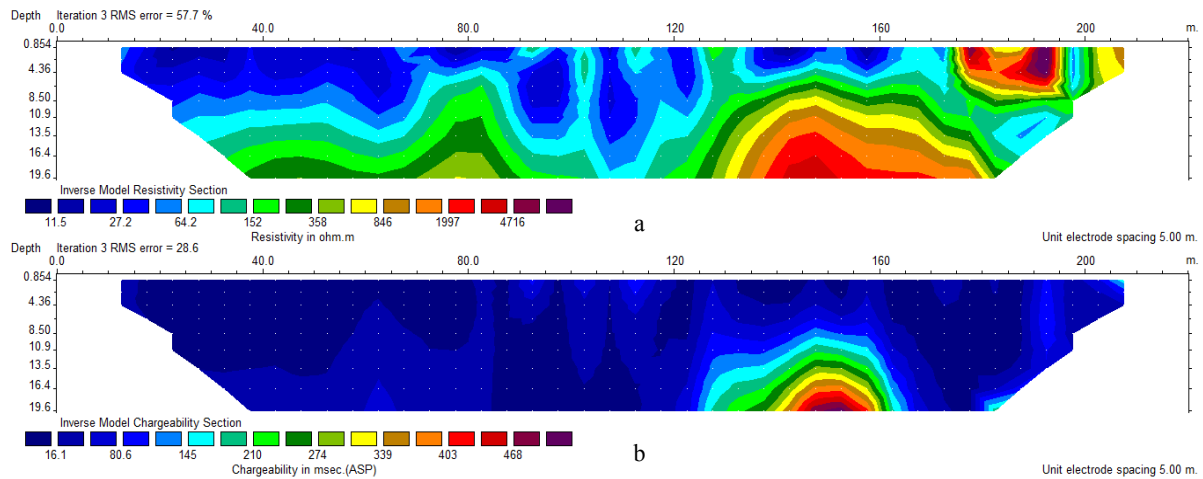 Depth Iteration 3 RMS error = 57.7 %
0.0 40.0 80.0 120 160 200 m.
0.854
4.36
8.50
10.9
13.5
16.4
19.6
Inverse Model Resistivity Section
11.5 27.2 64.2 152 358 846 1997 4716
Resistivity in ohm.m
a
Unit electrode spacing 5.00 m.
Depth Iteration 3 RMS error = 28.6
0.0 40.0 80.0 120 160 200 m.
0.854
4.36
8.50
10.9
13.5
16.4
19.6
Inverse Model Chargeability Section
16.1 80.6 145 210 274 339 403 468
Chargeability in msec.(ASP)
b
Unit electrode spacing 5.00 m.